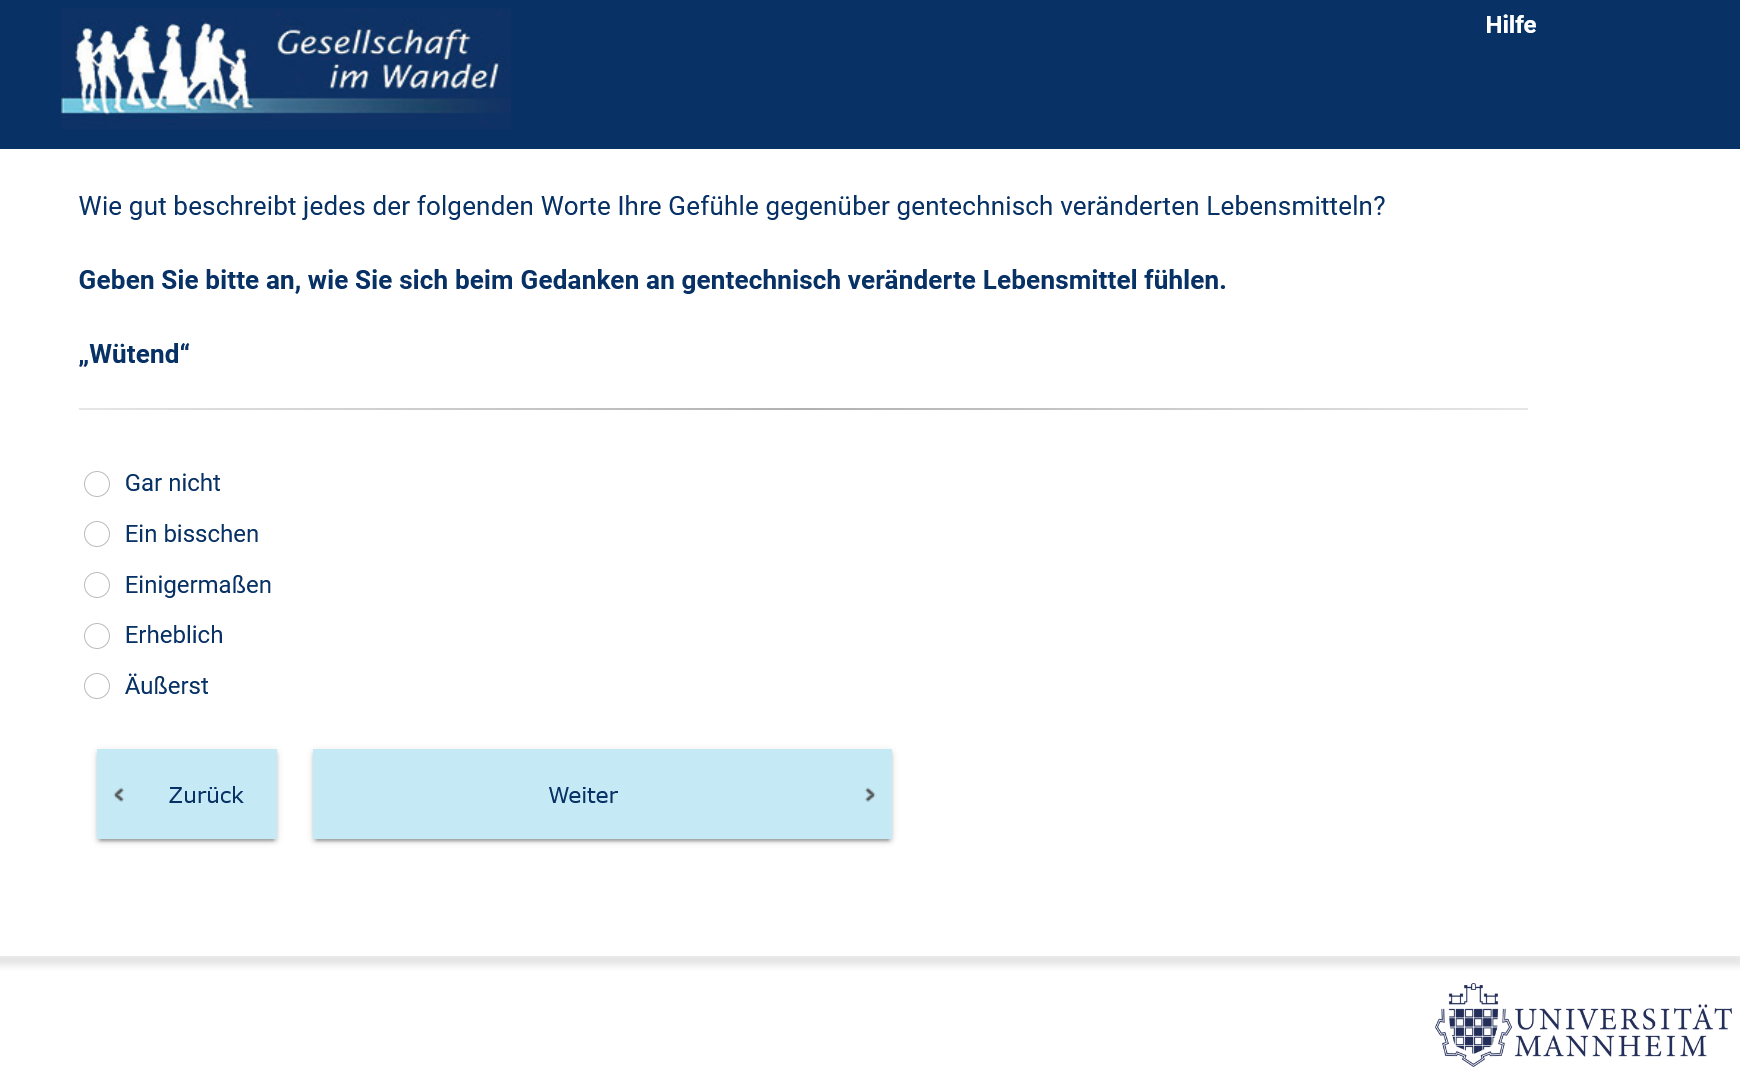 Gesellschaft
im Wandel
Hilfe
Wie gut beschreibt jedes der folgenden Worte Ihre Gefühle gegenüber gentechnisch veränderten Lebensmitteln?
Geben Sie bitte an, wie Sie sich beim Gedanken an gentechnisch veränderte Lebensmittel fühlen.
„Wütend“
Gar nicht
Ein bisschen
Einigermaßen
Erheblich
Äußerst
Zurück
Weiter
UNIVERSITÄT
MANNHEIM